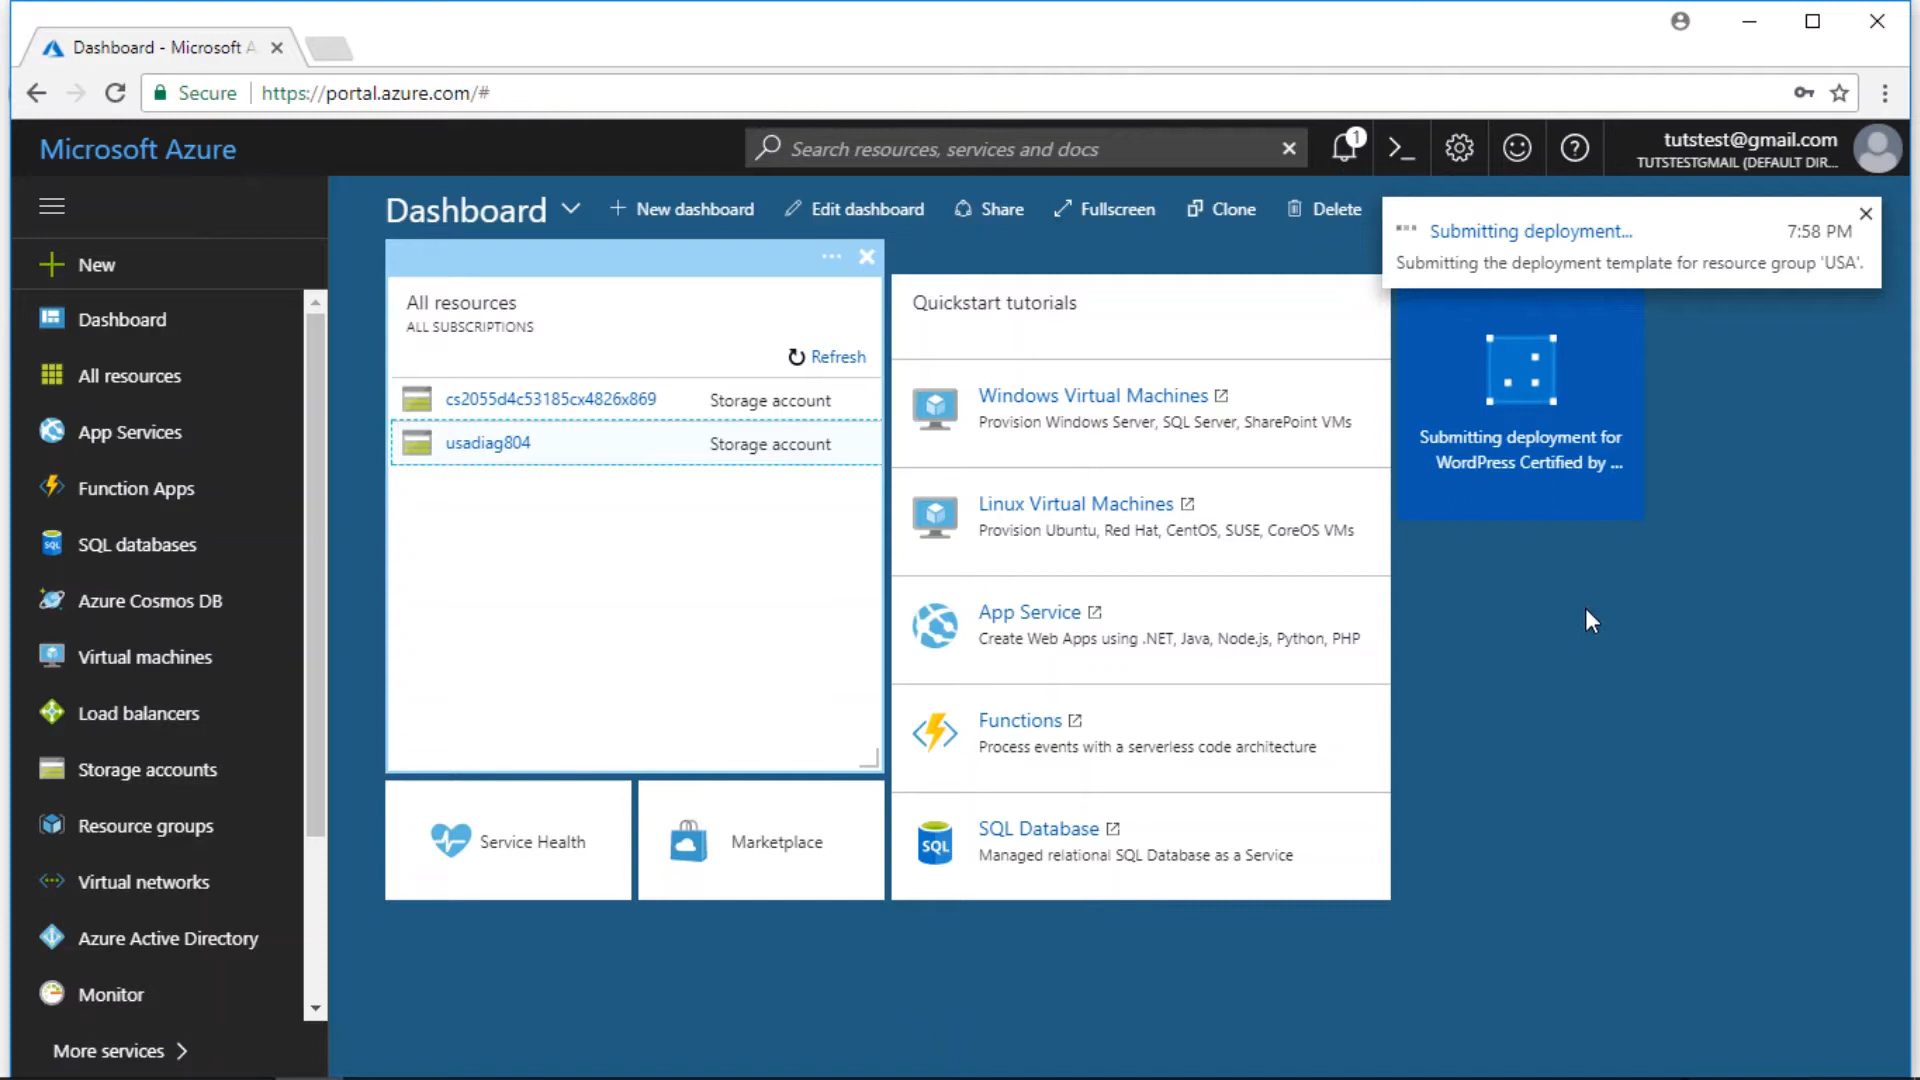 Dashboard - Microsoft A
Secure | https://portal.azure.com/#
Microsoft Azure
Search resources, services and docs
1
tutstest@gmail.com
TUTSTESTGMAIL (DEFAULT DIR...
New
Dashboard
All resources
App Services
Function Apps
SQL databases
Azure Cosmos DB
Virtual machines
Load balancers
Storage accounts
Resource groups
Virtual networks
Azure Active Directory
Monitor
More services
Dashboard
New dashboard
Edit dashboard
Share
Fullscreen
Clone
Delete
Submitting deployment...
7:58 PM
Submitting the deployment template for resource group 'USA'.
All resources
ALL SUBSCRIPTIONS
Refresh
cs2055d4c53185cx4826x869 Storage account
usadiag804 Storage account
Service Health
Marketplace
Quickstart tutorials
Windows Virtual Machines
Provision Windows Server, SQL Server, SharePoint VMs
Linux Virtual Machines
Provision Ubuntu, Red Hat, CentOS, SUSE, CoreOS VMs
App Service
Create Web Apps using .NET, Java, Node.js, Python, PHP
Functions
Process events with a serverless code architecture
SQL
SQL Database
Managed relational SQL Database as a Service
Submitting deployment for
WordPress Certified by ...